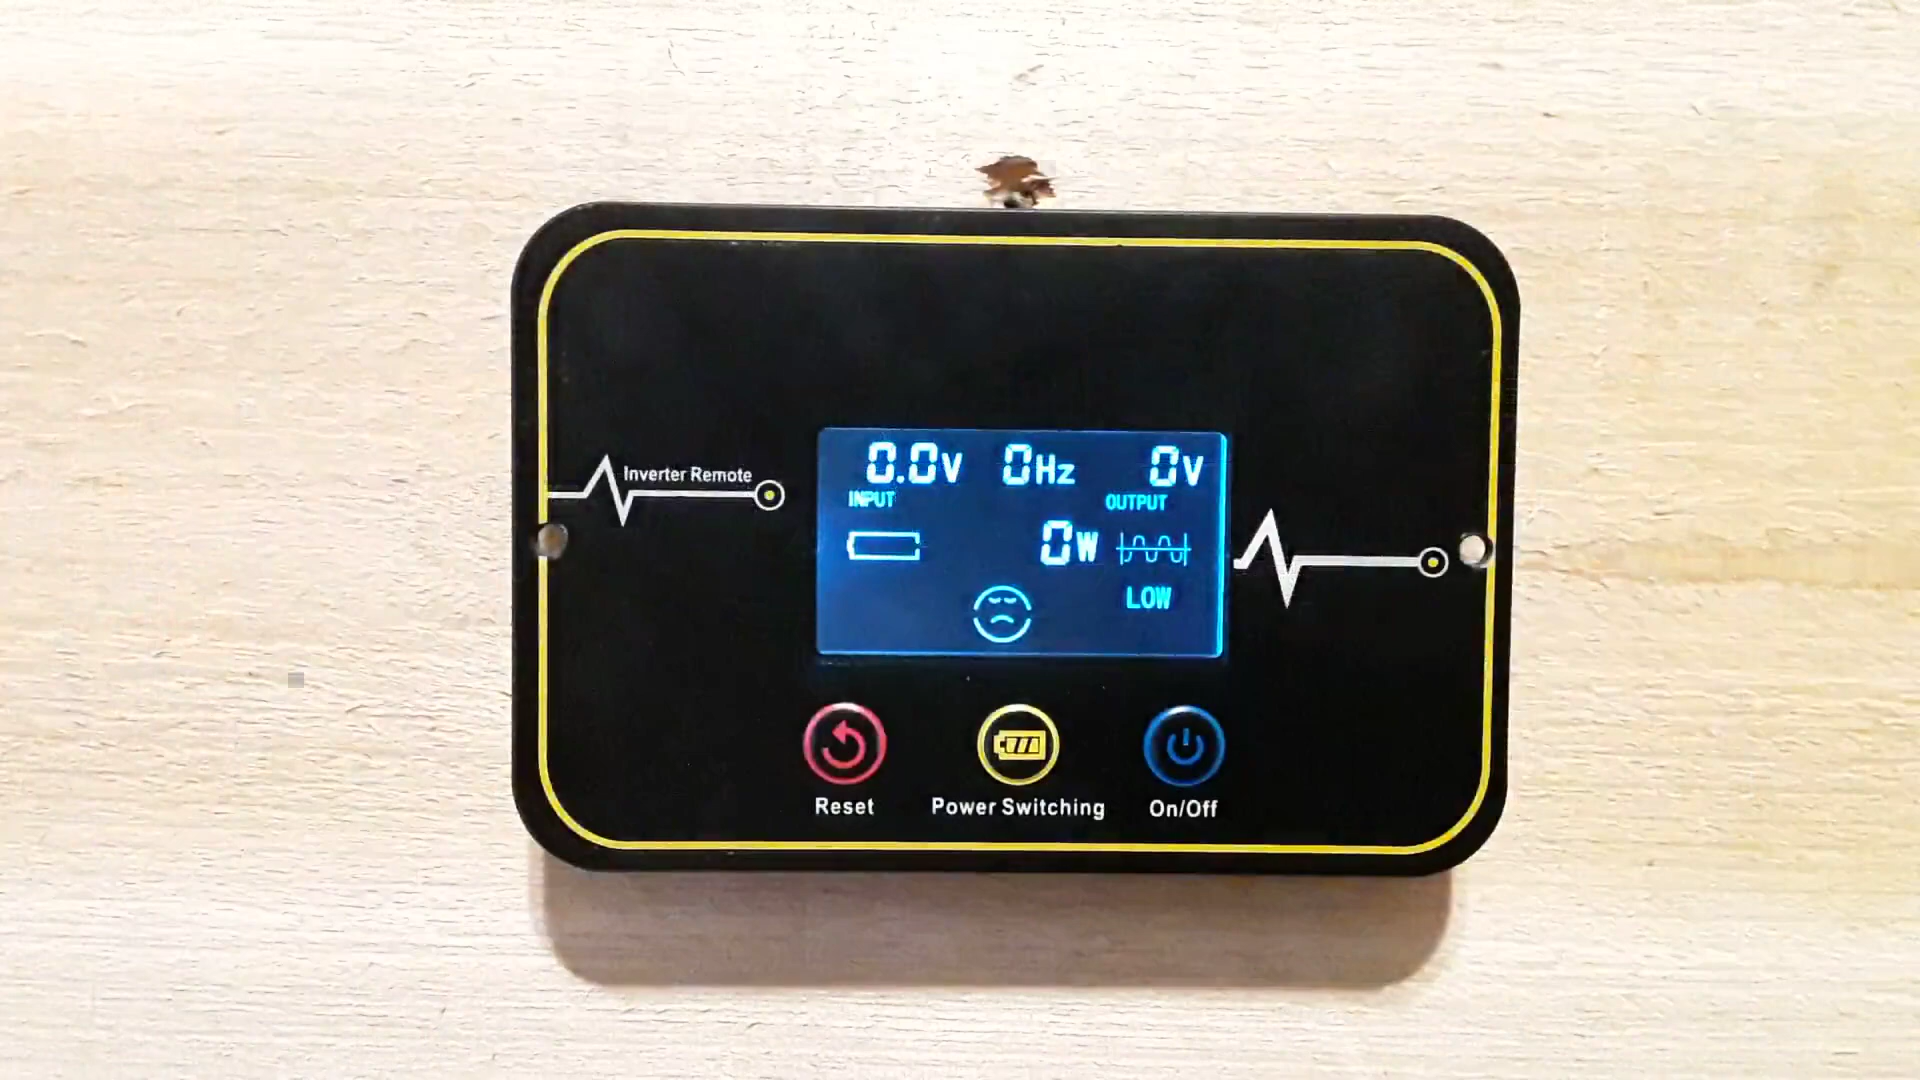 Inverter Remote
0.0V 0Hz 0V
INPUT OUTPUT
0W
LOW
Reset Power Switching On/Off